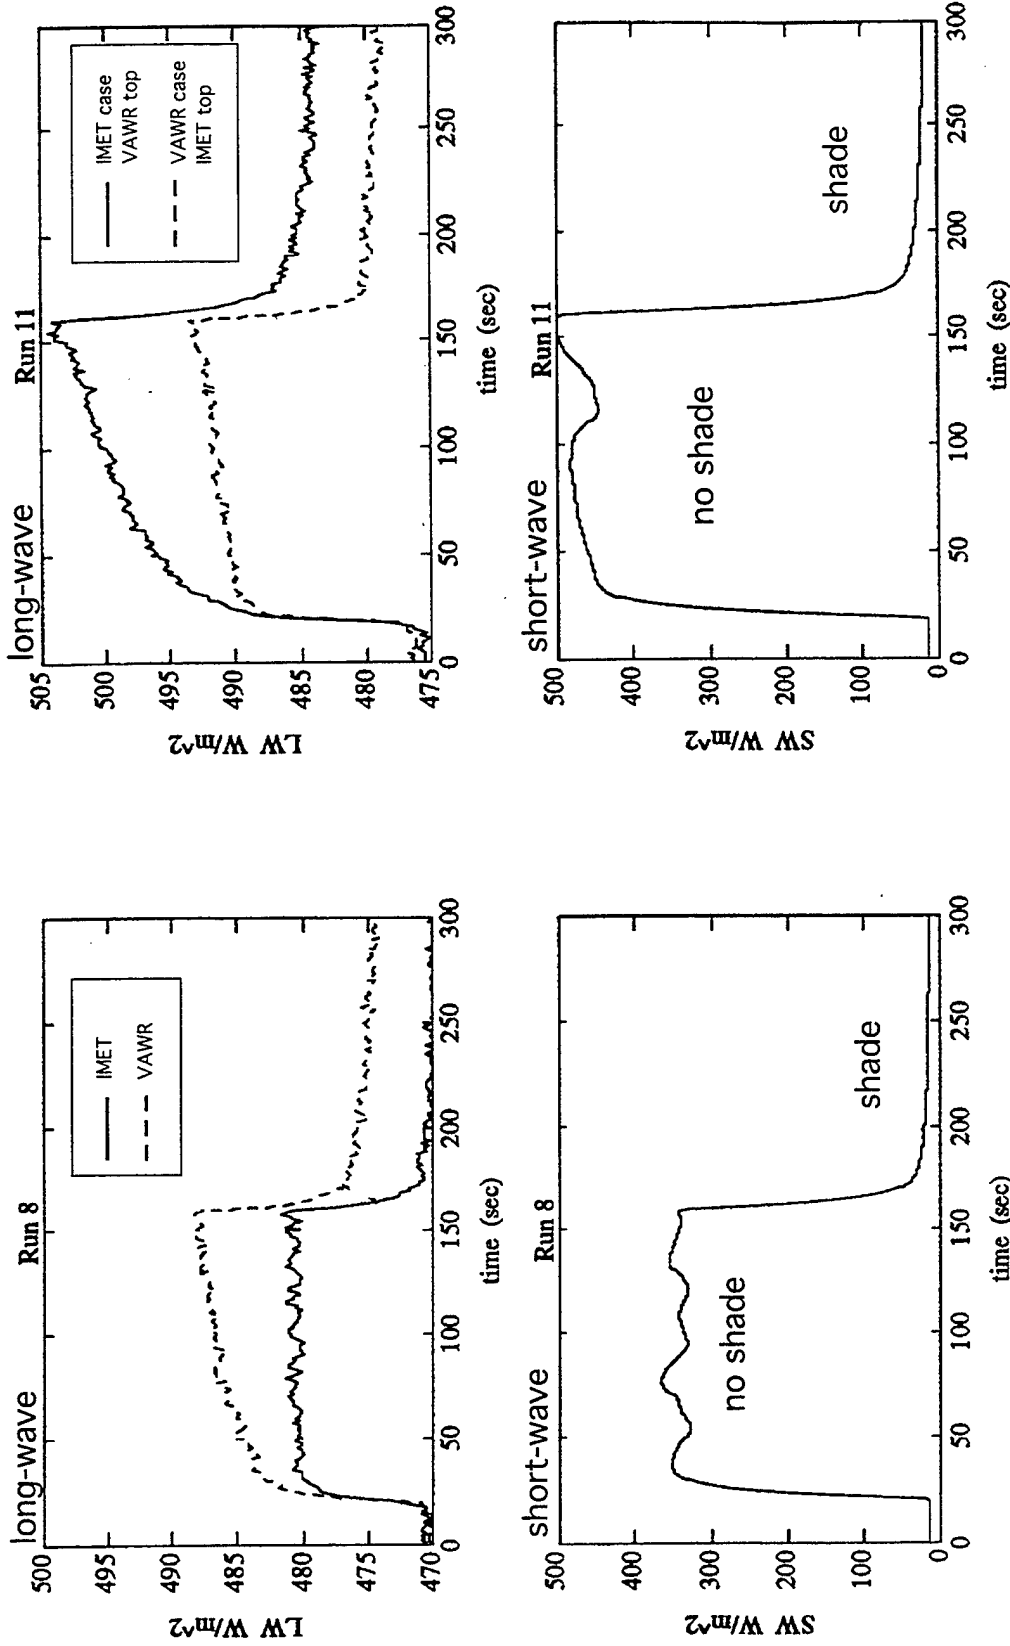 long-wave
Run 8
IMET
VAWR
LW W/m^2
500
495
490
485
480
475
470
0
50
100
150
200
250
300
time (sec)
short-wave
Run 8
no shade
shade
SW W/m^2
500
400
300
200
100
0
0
50
100
150
200
250
300
time (sec)
long-wave
Run 11
IMET case
VAWR top
VAWR case
IMET top
LW W/m^2
505
500
495
490
485
480
475
0
50
100
150
200
250
300
time (sec)
short-wave
Run 11
no shade
shade
SW W/m^2
500
400
300
200
100
0
50
100
150
200
250
300
time (sec)